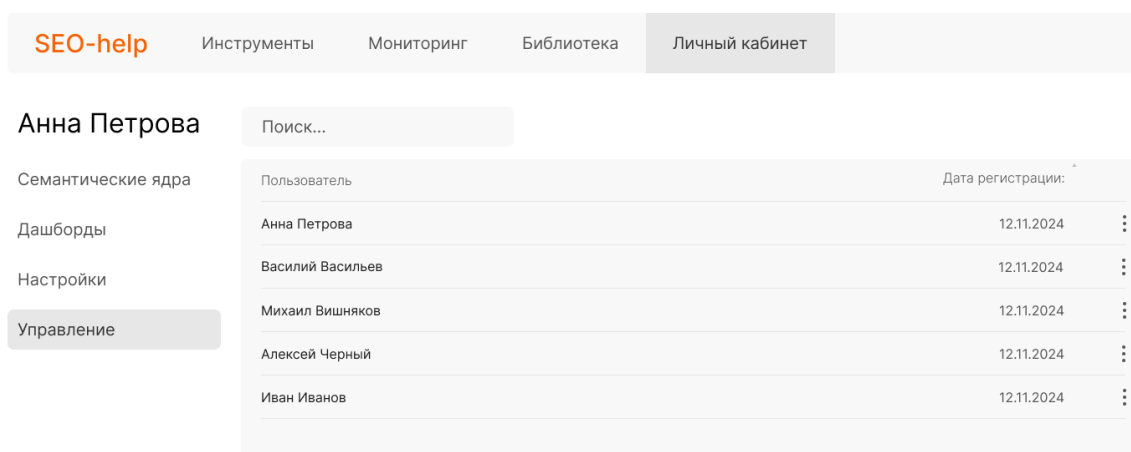 SEO-help Инструменты Мониторинг Библиотека Личный кабинет
Анна Петрова
Поиск...
Семантические ядра
Дашборды
Настройки
Управление
Пользователь Дата регистрации:
Анна Петрова 12.11.2024
Василий Васильев 12.11.2024
Михаил Вишняков 12.11.2024
Алексей Черный 12.11.2024
Иван Иванов 12.11.2024